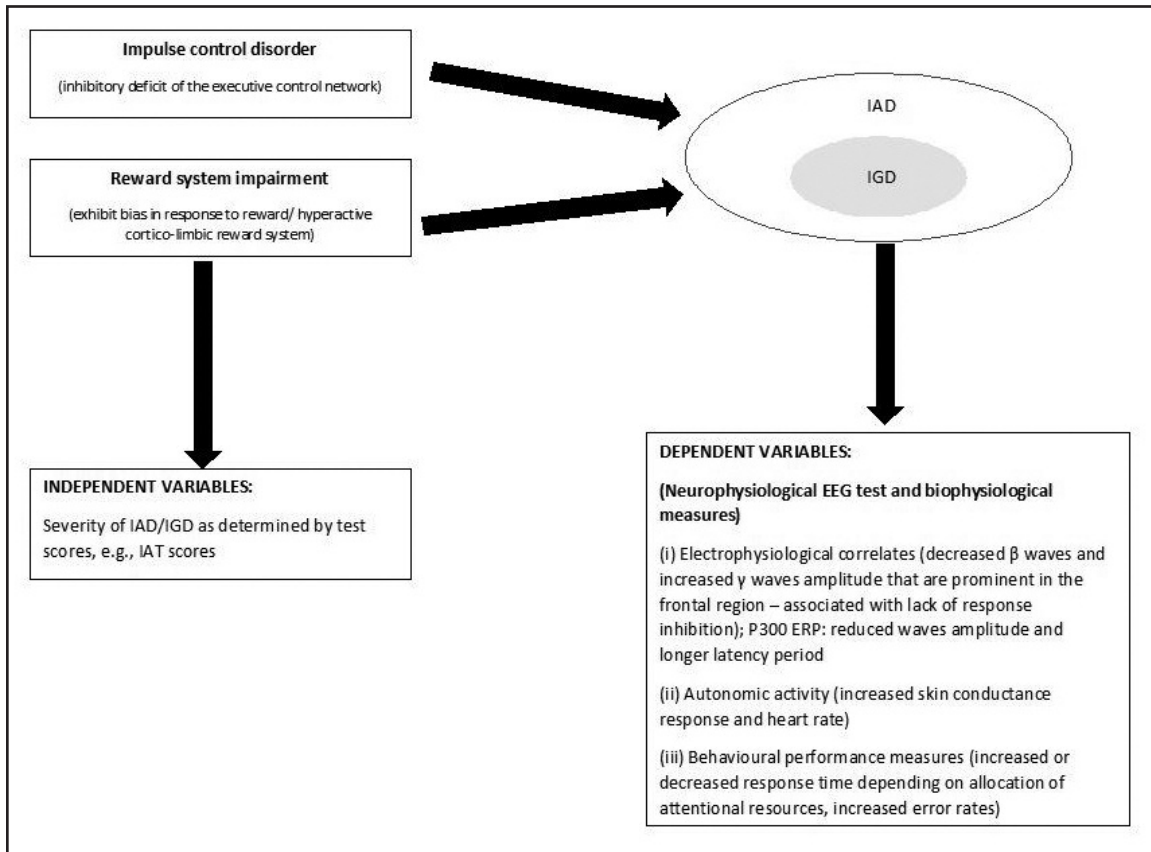 Impulse control disorder
(inhibitory deficit of the executive control network)
Reward system impairment
(exhibit bias in response to reward/ hyperactive
cortico-limbic reward system)
IAD
IGD
INDEPENDENT VARIABLES:
Severity of IAD/IGD as determined by test
scores, e.g., IAT scores
DEPENDENT VARIABLES:
(Neurophysiological EEG test and biophysiological
measures)
(i) Electrophysiological correlates (decreased β waves and
increased γ waves amplitude that are prominent in the
frontal region – associated with lack of response
inhibition); P300 ERP: reduced waves amplitude and
longer latency period
(ii) Autonomic activity (increased skin conductance
response and heart rate)
(iii) Behavioural performance measures (increased or
decreased response time depending on allocation of
attentional resources, increased error rates)